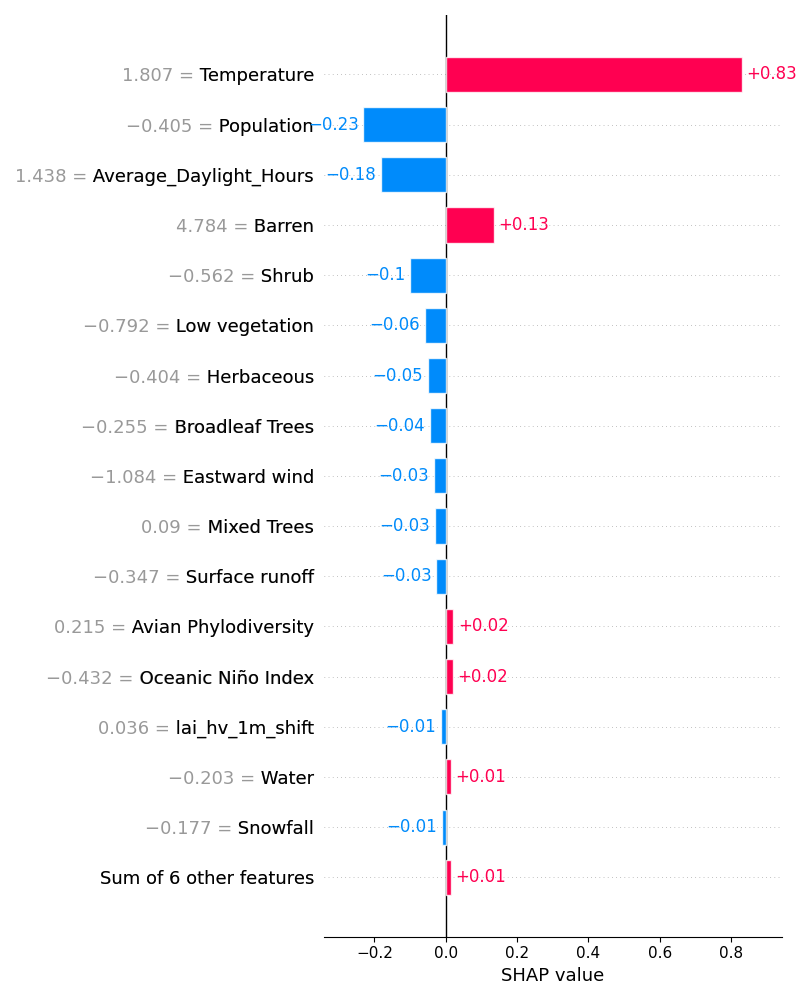 1.807 = Temperature +0.83
−0.405 = Population −0.23
1.438 = Average_Daylight_Hours −0.18
4.784 = Barren +0.13
−0.562 = Shrub −0.1
−0.792 = Low vegetation −0.06
−0.404 = Herbaceous −0.05
−0.255 = Broadleaf Trees −0.04
−1.084 = Eastward wind −0.03
0.09 = Mixed Trees −0.03
−0.347 = Surface runoff −0.03
0.215 = Avian Phylodiversity +0.02
−0.432 = Oceanic Niño Index +0.02
0.036 = lai_hv_1m_shift −0.01
−0.203 = Water +0.01
−0.177 = Snowfall −0.01
Sum of 6 other features +0.01
−0.2 0.0 0.2 0.4 0.6 0.8
SHAP value